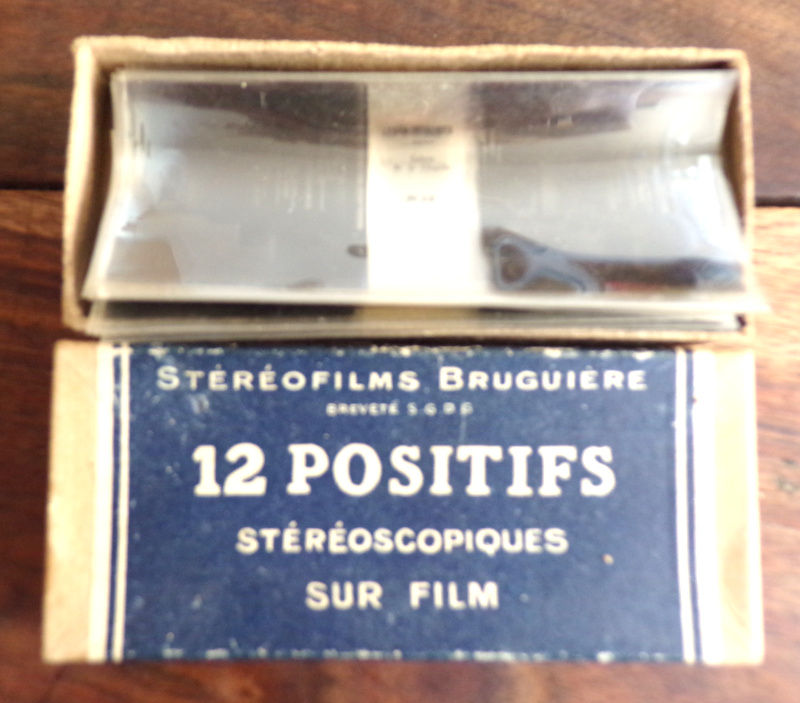 STÉRÉOFILMS BRUGUIÈRE
BREVETÉ S.G.D.G
12 POSITIFS
STÉRÉOSCOPIQUES
SUR FILM